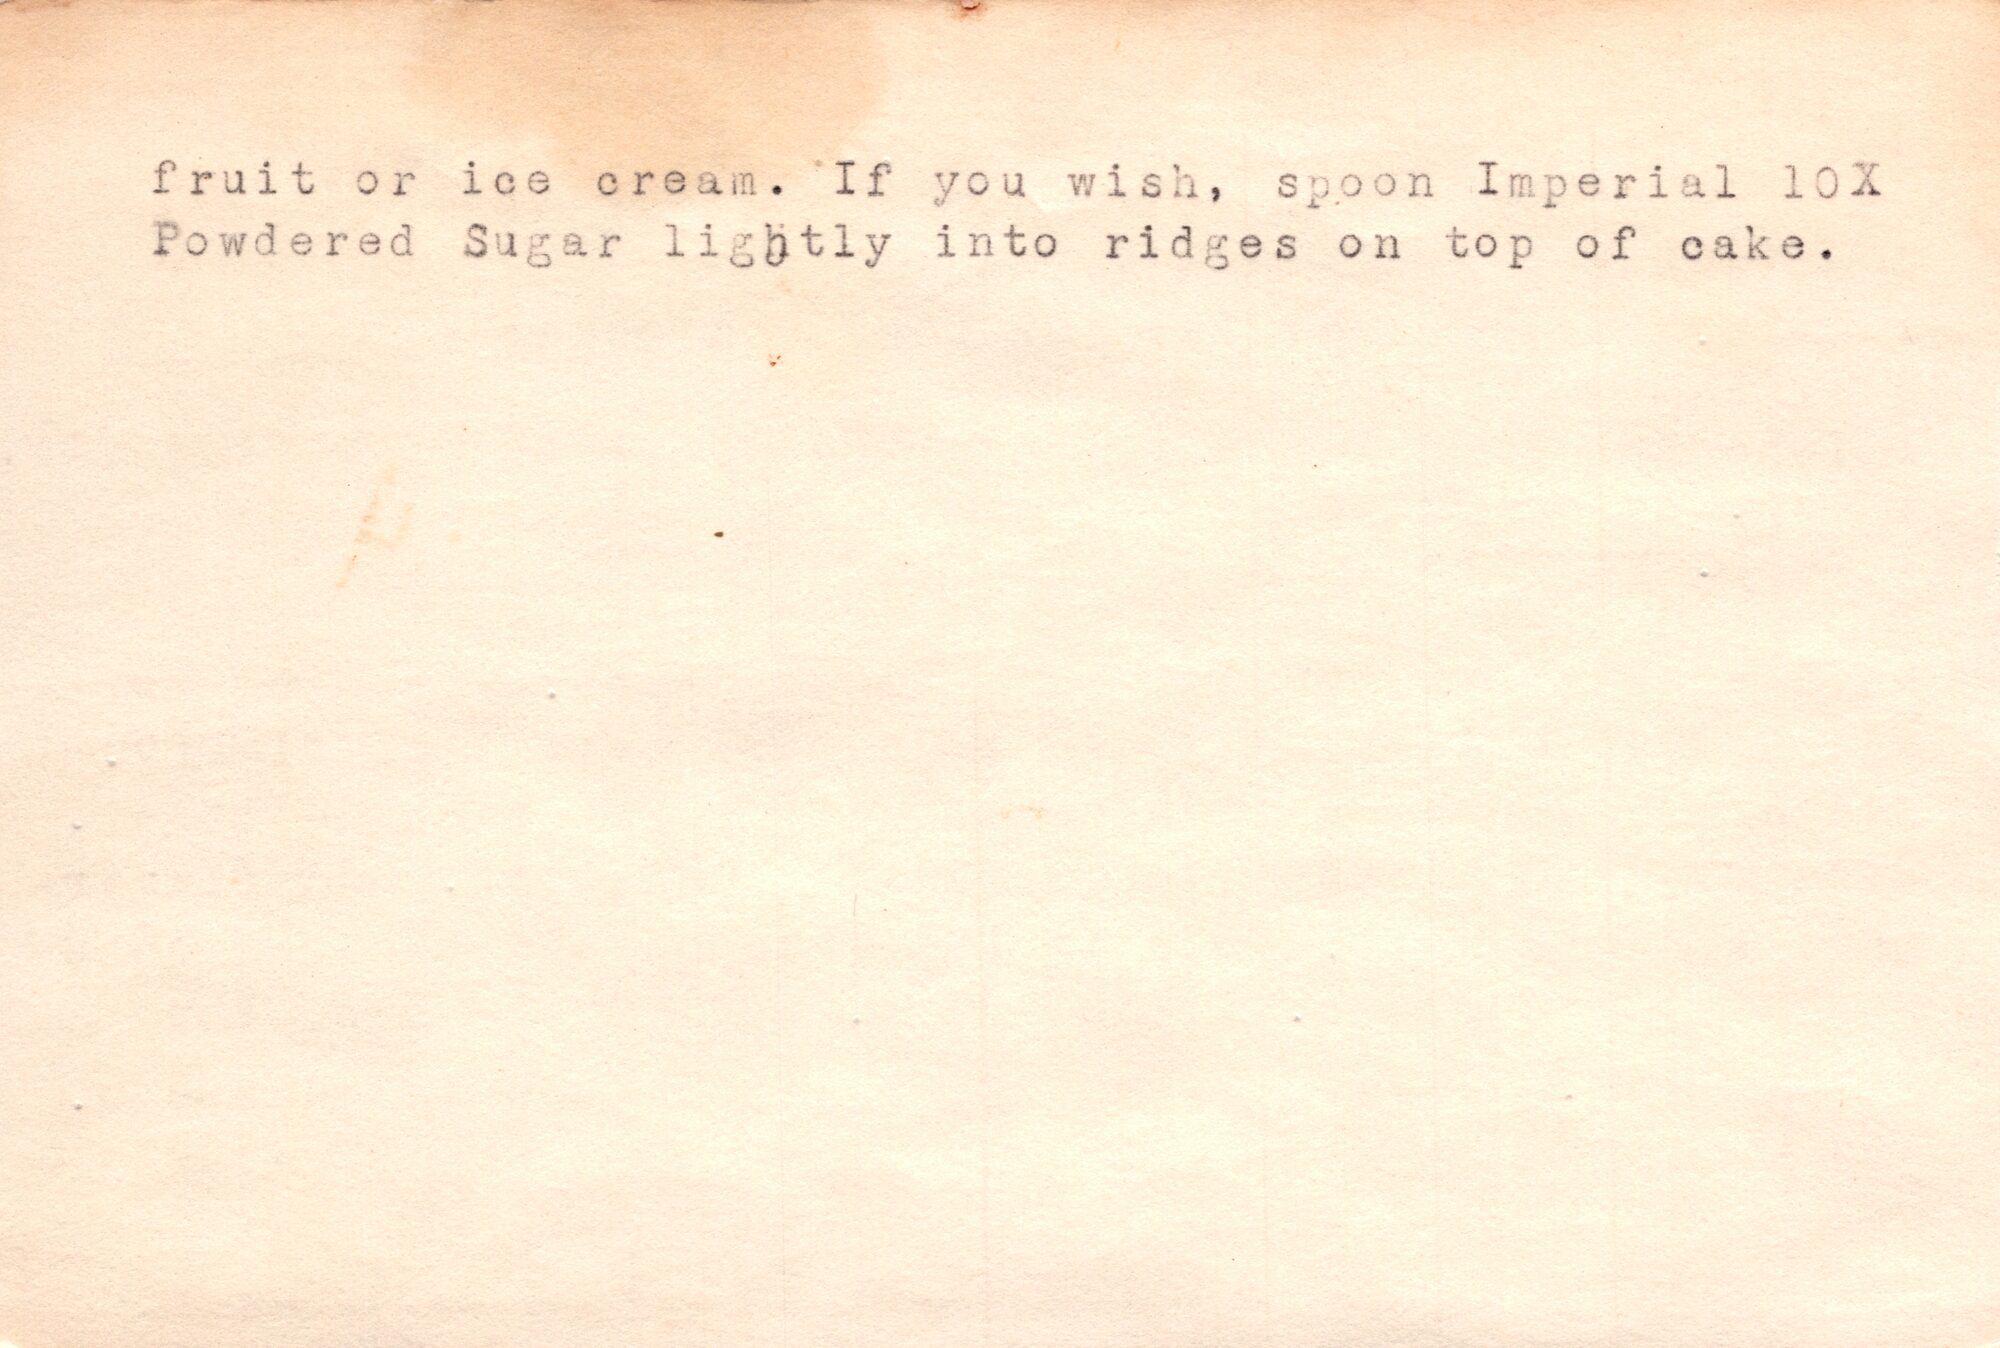 fruit or ice cream. If you wish, spoon Imperial 10X
Powdered Sugar lightly into ridges on top of cake.